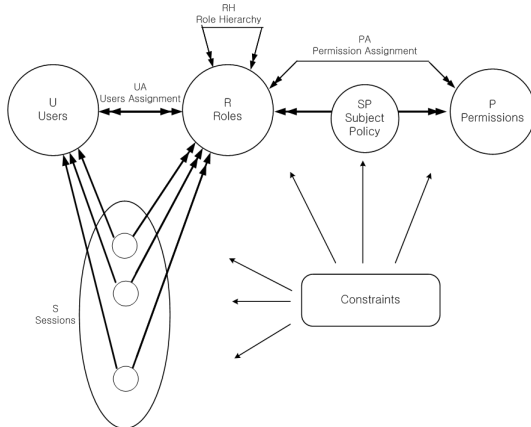 RH
Role Hierarchy
PA
Permission Assignment
UA
Users Assignment
U
Users
R
Roles
SP
Subject
Policy
P
Permissions
S
Sessions
Constraints